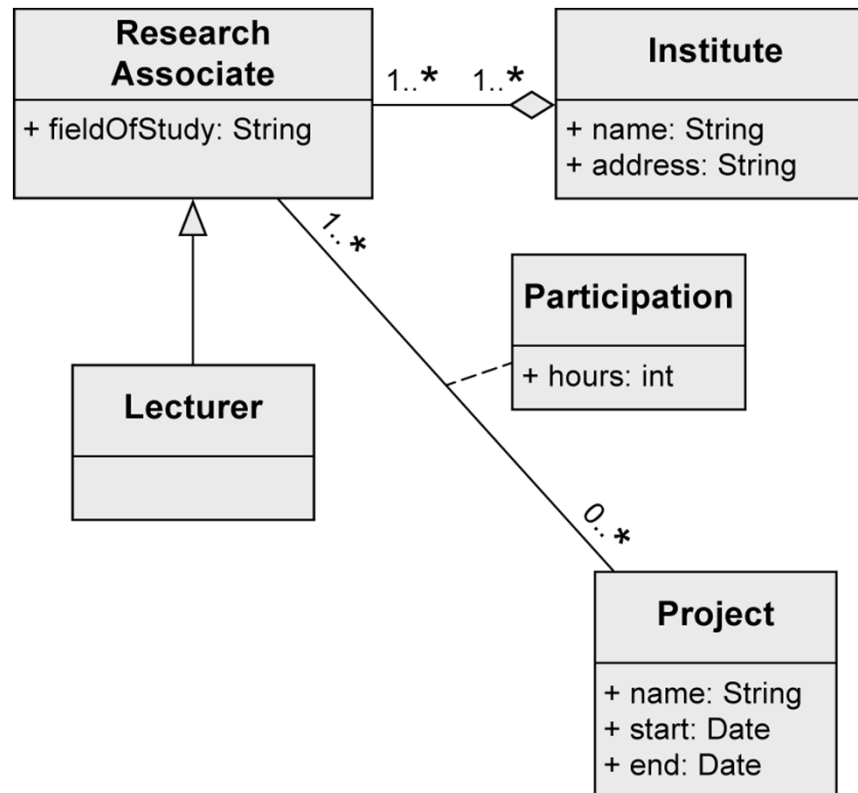 Research
Associate
+ fieldOfStudy: String
1..*
1..*
Institute
+ name: String
+ address: String
1..*
Participation
+ hours: int
Lecturer
0..*
Project
+ name: String
+ start: Date
+ end: Date